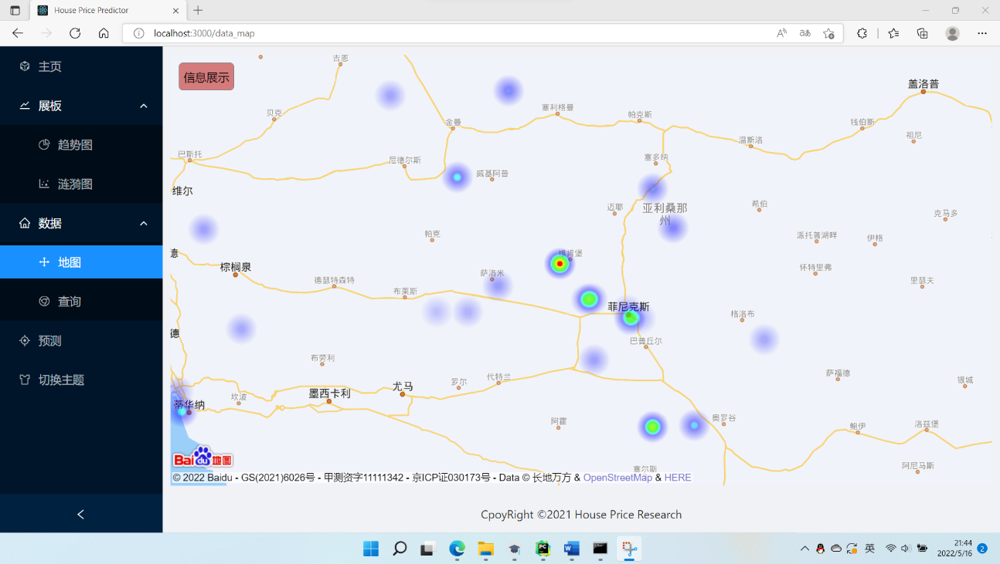 House Price Predictor
localhost:3000/data_map
主页
展板
趋势图
涟漪图
数据
地图
查询
预测
切换主题
信息展示
吉恩
盖洛普
贝克
金曼
塞利格曼
帕克斯
钱伯斯
祖尼
温斯洛
巴斯托
尼德尔斯
威基阿普
塞多纳
维尔
迈耶
亚利桑那
州
希伯
克马多
帕克
派托普湖畔
伊格
德
维肯堡
棕榈泉
德瑟特森特
萨洛米
怀特里弗
里瑟夫
布莱斯
菲尼克斯
格洛布
德
巴普丘尔
布劳利
罗尔
代特兰
萨福德
银城
尤马
墨西卡利
坎波
蒂华纳
阿霍
奥罗谷
鲍伊
洛兹堡
Bai du 地图
塞尔斯
阿尼马斯
© 2022 Baidu - GS(2021)6026号 - 甲测资字11111342 - 京ICP证030173号 - Data © 长地万方 & OpenStreetMap & HERE
CpoyRight ©2021 House Price Research
英
21:44
2022/5/16
2